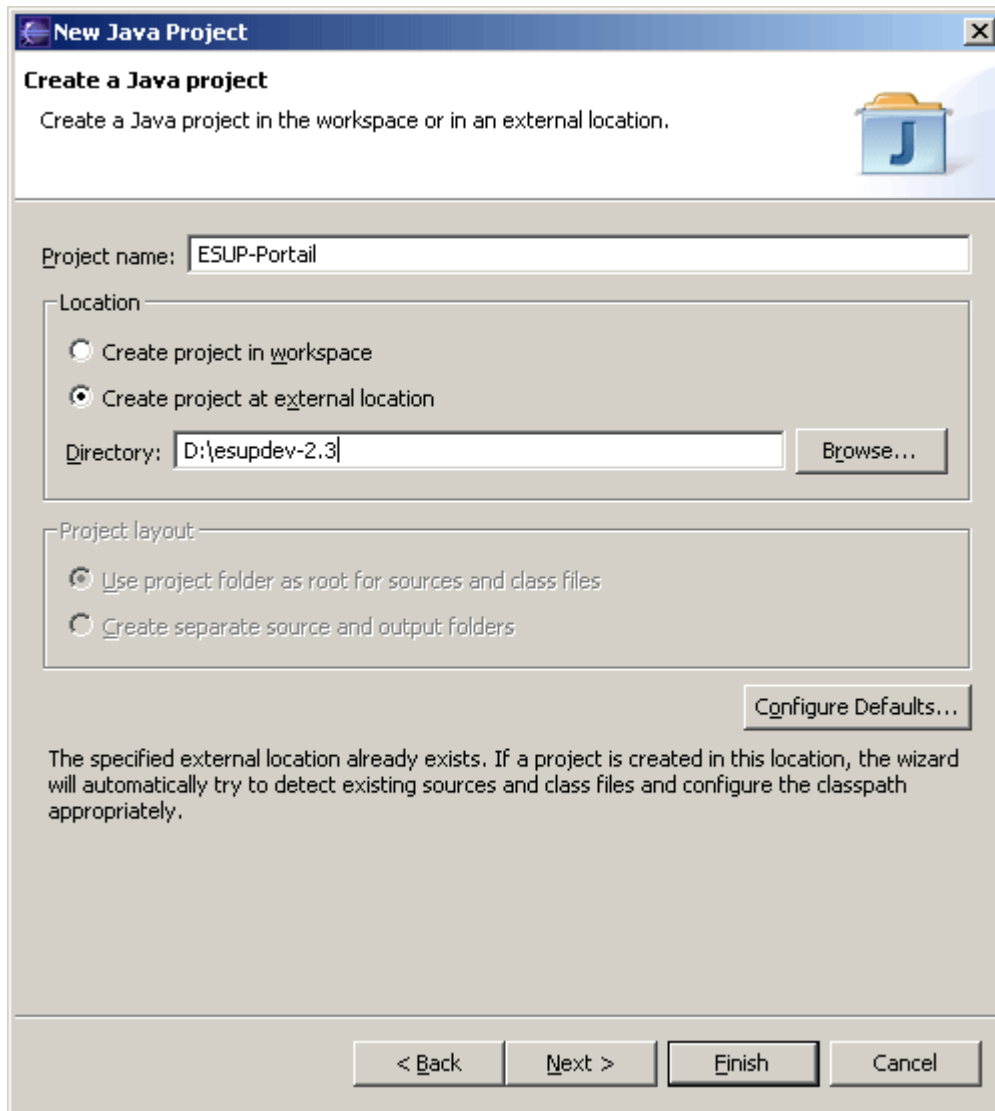 New Java Project
Create a Java project
Create a Java project in the workspace or in an external location.
J
Project name: ESUP-Portail
Location
Create project in workspace
Create project at external location
Directory: D:\esupdev-2.3 Browse...
Project layout
Use project folder as root for sources and class files
Create separate source and output folders
Configure Defaults...
The specified external location already exists. If a project is created in this location, the wizard
will automatically try to detect existing sources and class files and configure the classpath
appropriately.
< Back Next > Finish Cancel